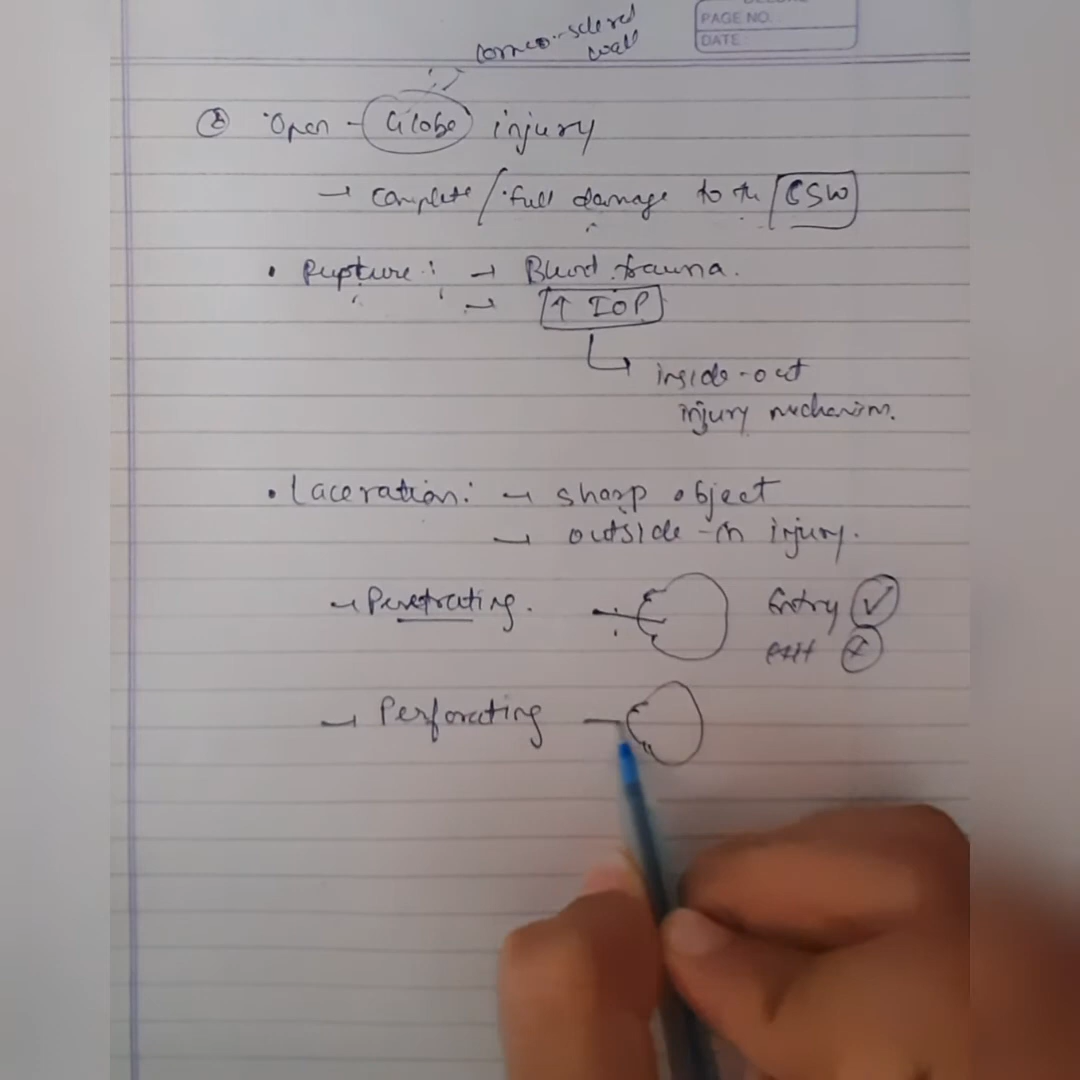 PAGE NO.
DATE
corneo-scleral
wall
② Open-Globe injury
→ complete/full damage to the CSW
• Rupture: → Blunt trauma.
→ ↑ IOP
↳ inside-out
injury mechanism.
• Laceration: → sharp object
→ outside-in injury.
→ Penetrating. Entry ✓
exit ×
→ Perforating